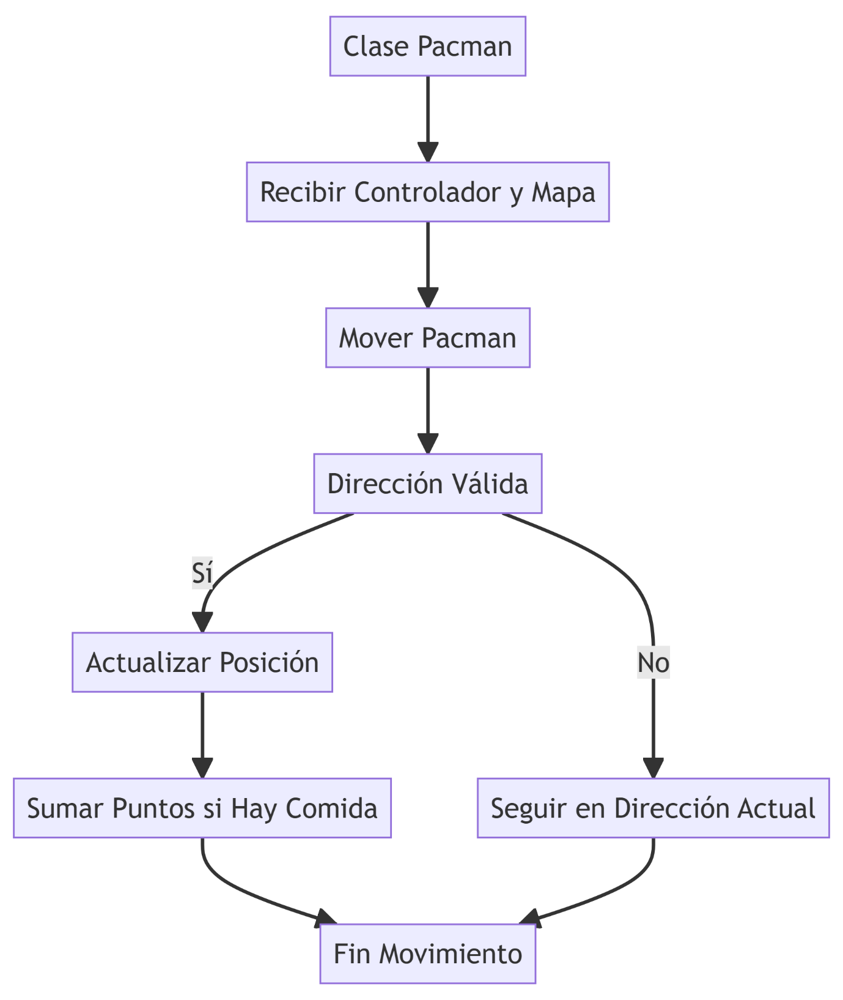 Clase Pacman
Recibir Controlador y Mapa
Mover Pacman
Dirección Válida
Sí
No
Actualizar Posición
Sumar Puntos si Hay Comida
Seguir en Dirección Actual
Fin Movimiento